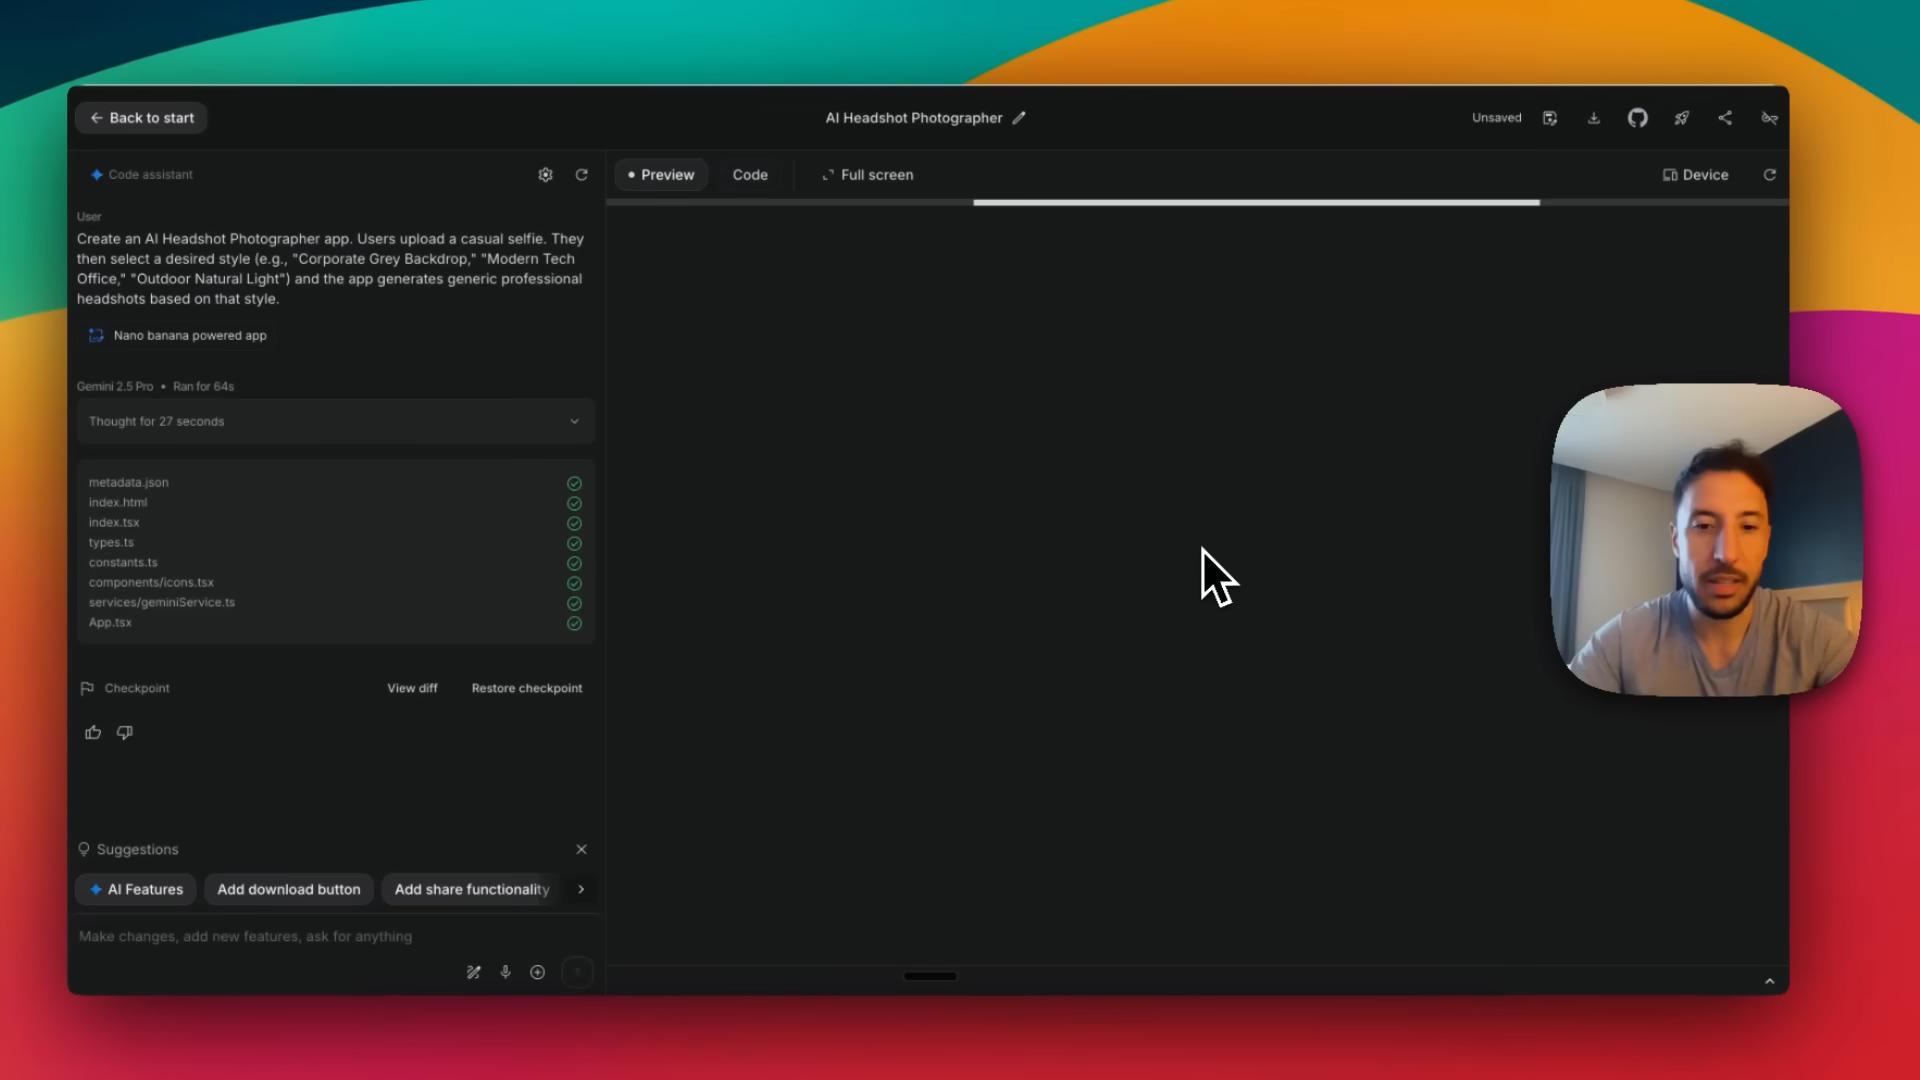 Back to start
AI Headshot Photographer
Unsaved
Code assistant
Preview
Code
Full screen
Device
User
Create an AI Headshot Photographer app. Users upload a casual selfie. They
then select a desired style (e.g., "Corporate Grey Backdrop," "Modern Tech
Office," "Outdoor Natural Light") and the app generates generic professional
headshots based on that style.
Nano banana powered app
Gemini 2.5 Pro • Ran for 64s
Thought for 27 seconds
metadata.json
index.html
index.tsx
types.ts
constants.ts
components/icons.tsx
services/geminiService.ts
App.tsx
Checkpoint
View diff
Restore checkpoint
Suggestions
AI Features
Add download button
Add share functionality
Make changes, add new features, ask for anything